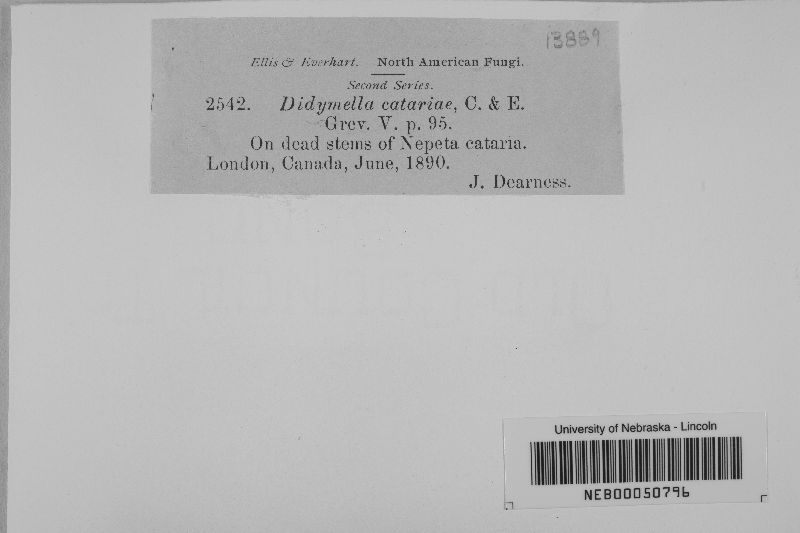 13889
Ellis & Everhart. North American Fungi.
Second Series.
2542. Didymella catariae, C. & E.
Grev. V. p. 95.
On dead stems of Nepeta cataria.
London, Canada, June, 1890.
J. Dearness.
University of Nebraska - Lincoln
NEB00050796